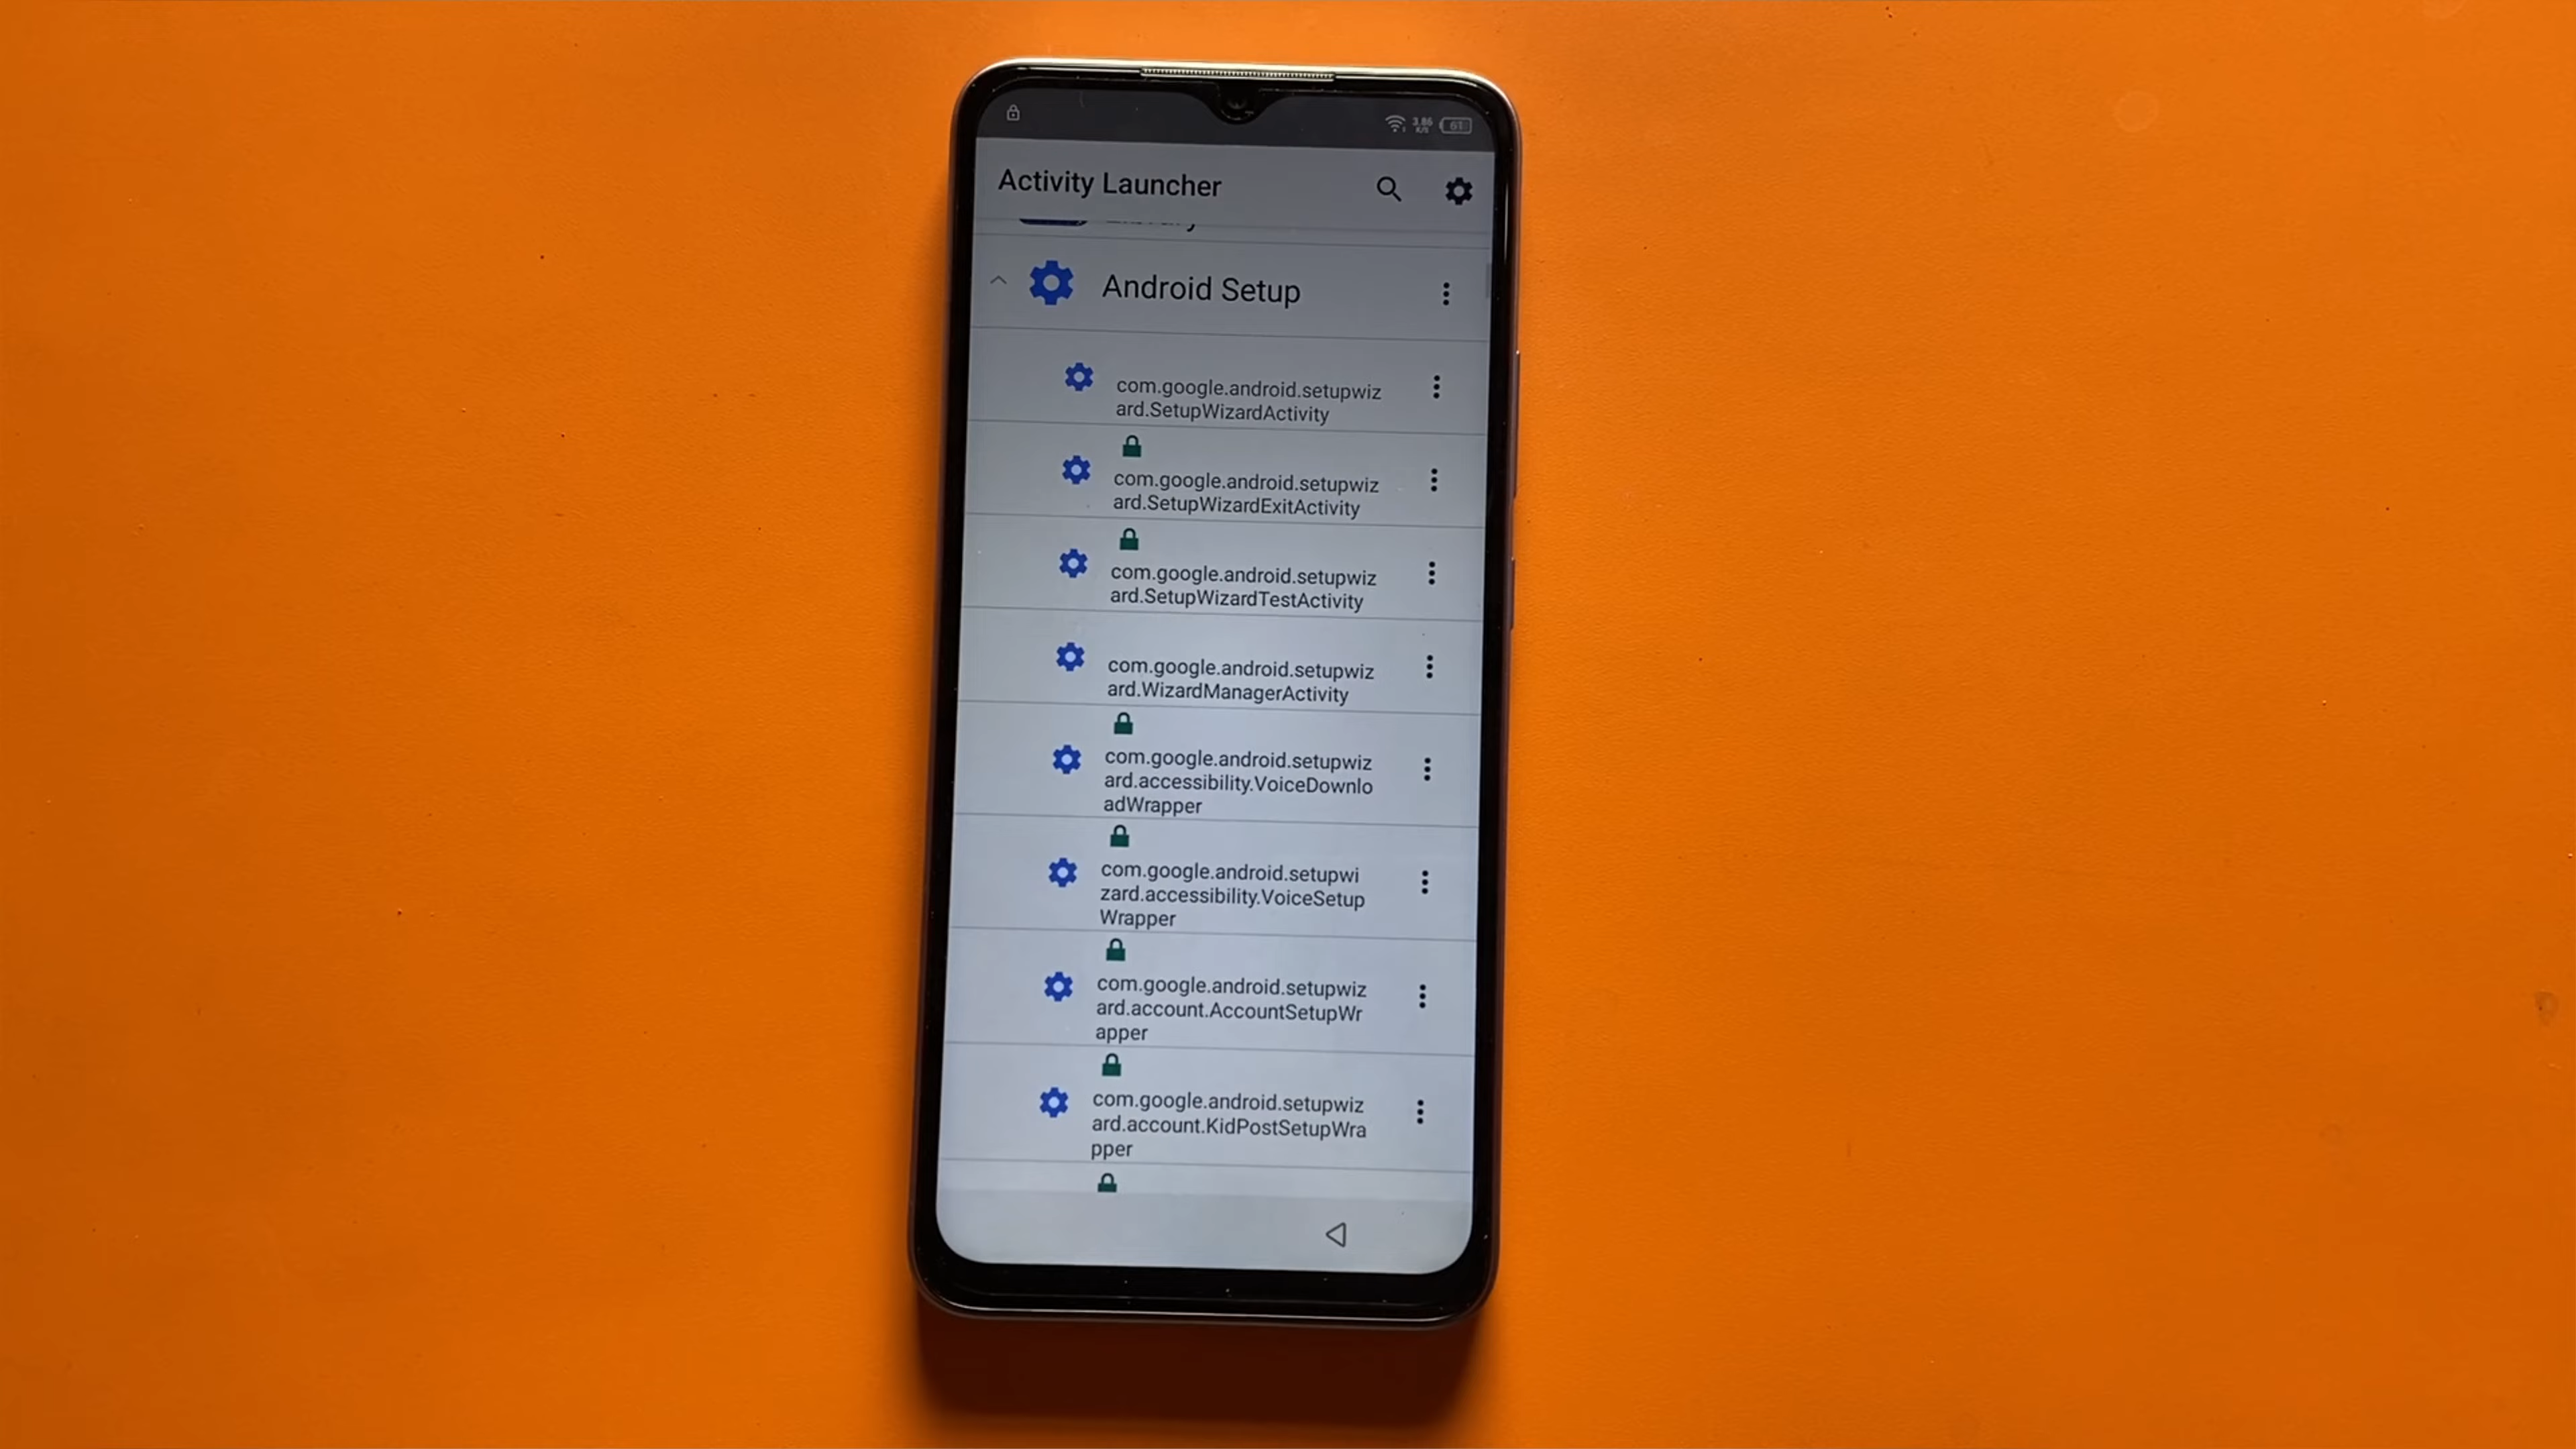 3.86
K/S
61
Activity Launcher
Android Setup
com.google.android.setupwiz
ard.SetupWizardActivity
com.google.android.setupwiz
ard.SetupWizardExitActivity
com.google.android.setupwiz
ard.SetupWizardTestActivity
com.google.android.setupwiz
ard.WizardManagerActivity
com.google.android.setupwiz
ard.accessibility.VoiceDownlo
adWrapper
com.google.android.setupwi
zard.accessibility.VoiceSetup
Wrapper
com.google.android.setupwiz
ard.account.AccountSetupWr
apper
com.google.android.setupwiz
ard.account.KidPostSetupWra
pper